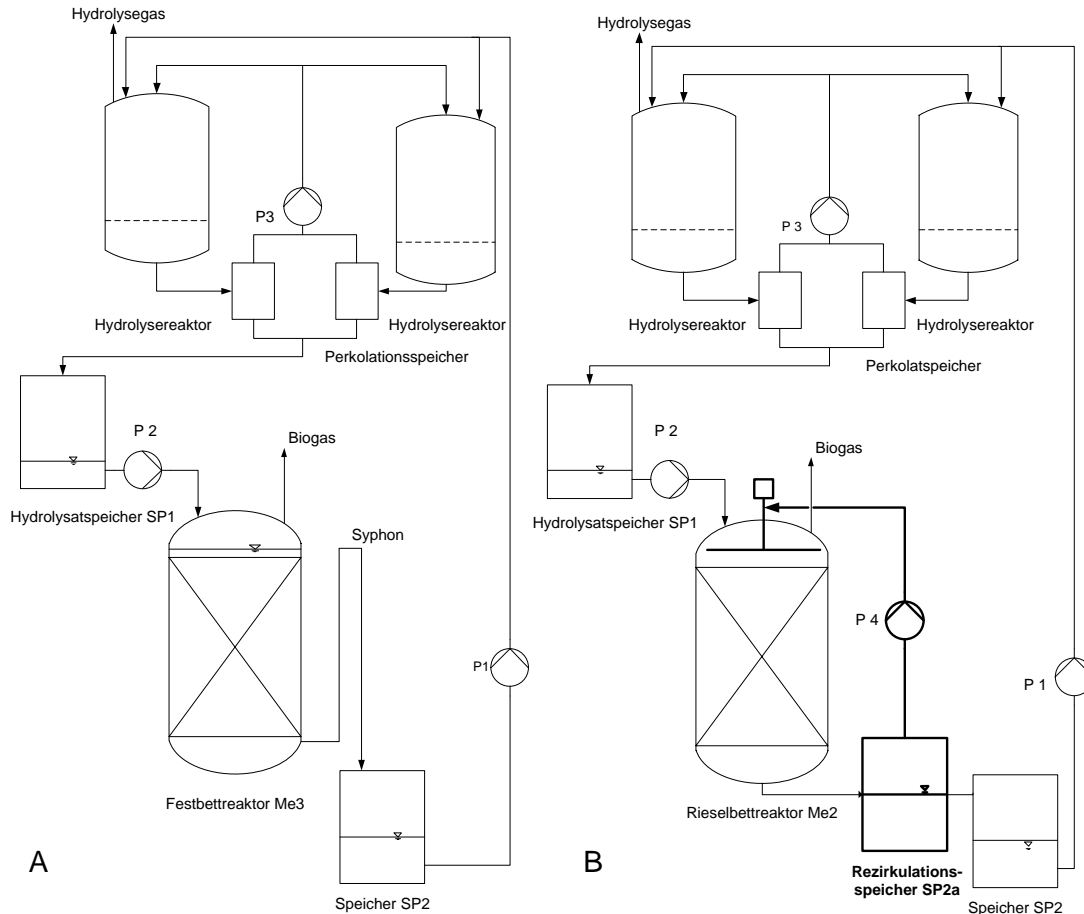 Hydrolysegas
P3
Hydrolysereaktor
Hydrolysereaktor
Perkolationsspeicher
P 2
Biogas
Hydrolysatspeicher SP1
Syphon
P1
Festbettreaktor Me3
A
Speicher SP2
Hydrolysegas
P 3
Hydrolysereaktor
Hydrolysereaktor
Perkolatspeicher
P 2
Biogas
Hydrolysatspeicher SP1
P 4
P 1
Rieselbettreaktor Me2
B
Rezirkulations-
speicher SP2a
Speicher SP2